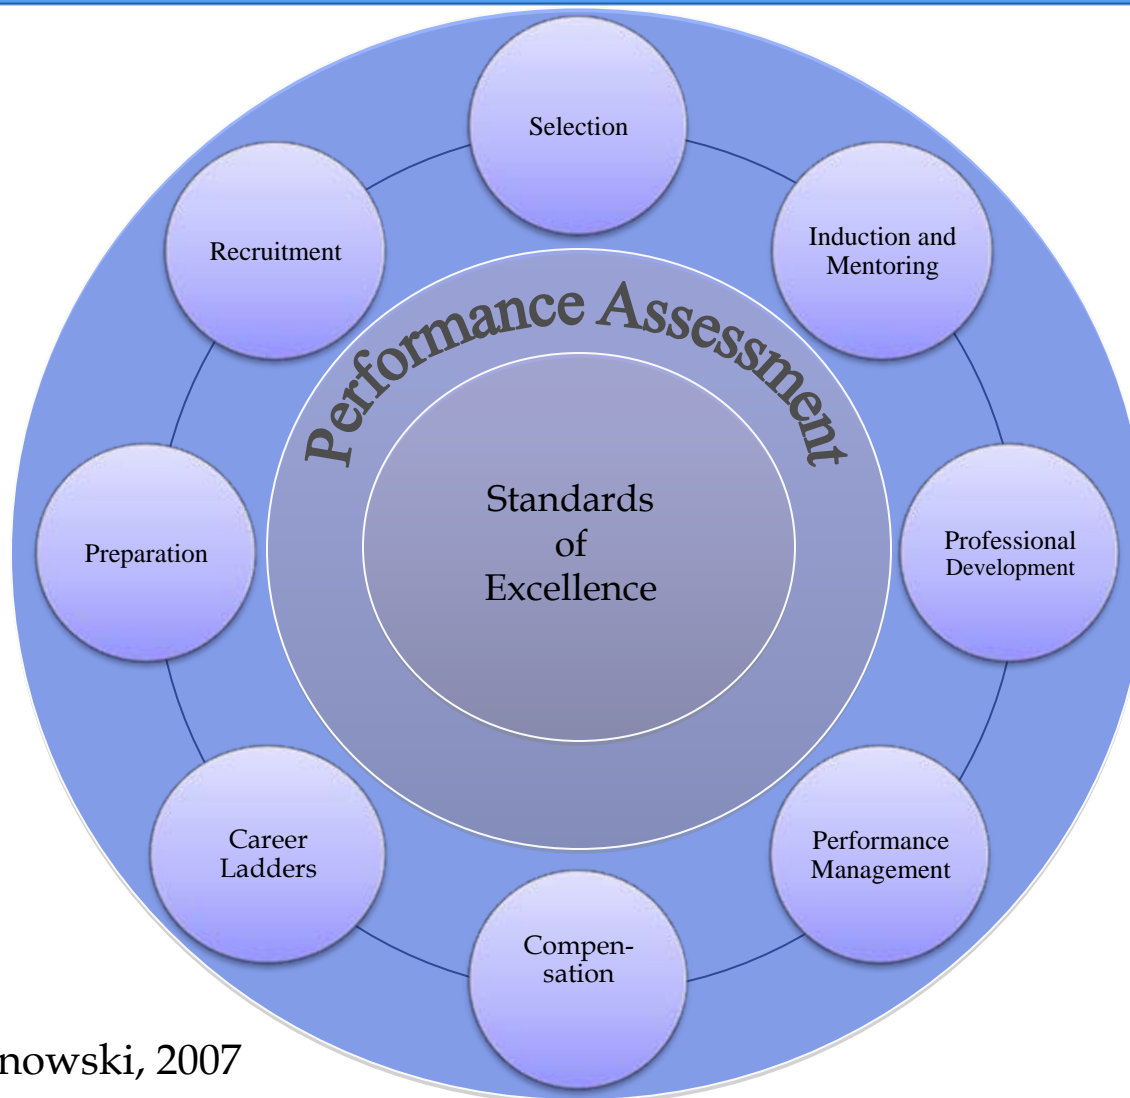 Selection
Induction and
Mentoring
Recruitment
Performance Assessment
Standards
of
Excellence
Preparation
Professional
Development
Career
Ladders
Performance
Management
Compen-
sation
nowski, 2007